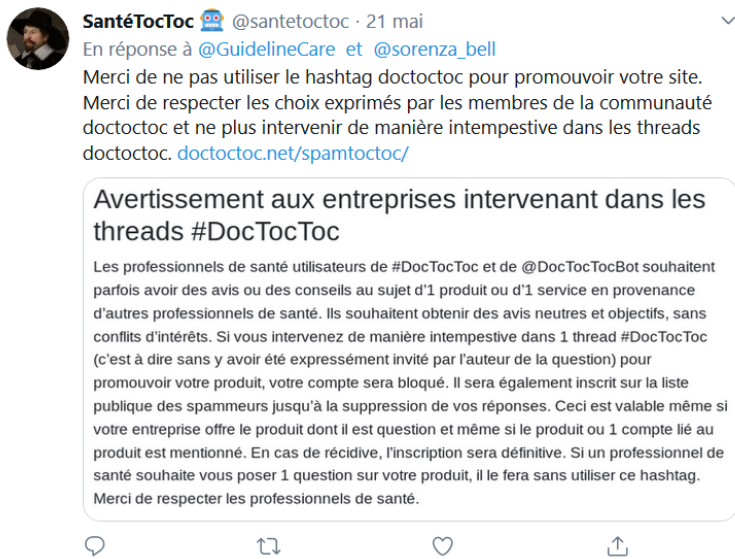 SantéTocToc 🤖 @santetoctoc · 21 mai
En réponse à @GuidelineCare et @sorenza_bell
Merci de ne pas utiliser le hashtag doctoctoc pour promouvoir votre site.
Merci de respecter les choix exprimés par les membres de la communauté
doctoctoc et ne plus intervenir de manière intempestive dans les threads
doctoctoc. doctoctoc.net/spamtoctoc/
Avertissement aux entreprises intervenant dans les
threads #DocTocToc
Les professionnels de santé utilisateurs de #DocTocToc et de @DocTocTocBot souhaitent
parfois avoir des avis ou des conseils au sujet d'1 produit ou d'1 service en provenance
d'autres professionnels de santé. Ils souhaitent obtenir des avis neutres et objectifs, sans
conflits d'intérêts. Si vous intervenez de manière intempestive dans 1 thread #DocTocToc
(c'est à dire sans y avoir été expressément invité par l'auteur de la question) pour
promouvoir votre produit, votre compte sera bloqué. Il sera également inscrit sur la liste
publique des spammeurs jusqu'à la suppression de vos réponses. Ceci est valable même si
votre entreprise offre le produit dont il est question et même si le produit ou 1 compte lié au
produit est mentionné. En cas de récidive, l'inscription sera définitive. Si un professionnel de
santé souhaite vous poser 1 question sur votre produit, il le fera sans utiliser ce hashtag.
Merci de respecter les professionnels de santé.